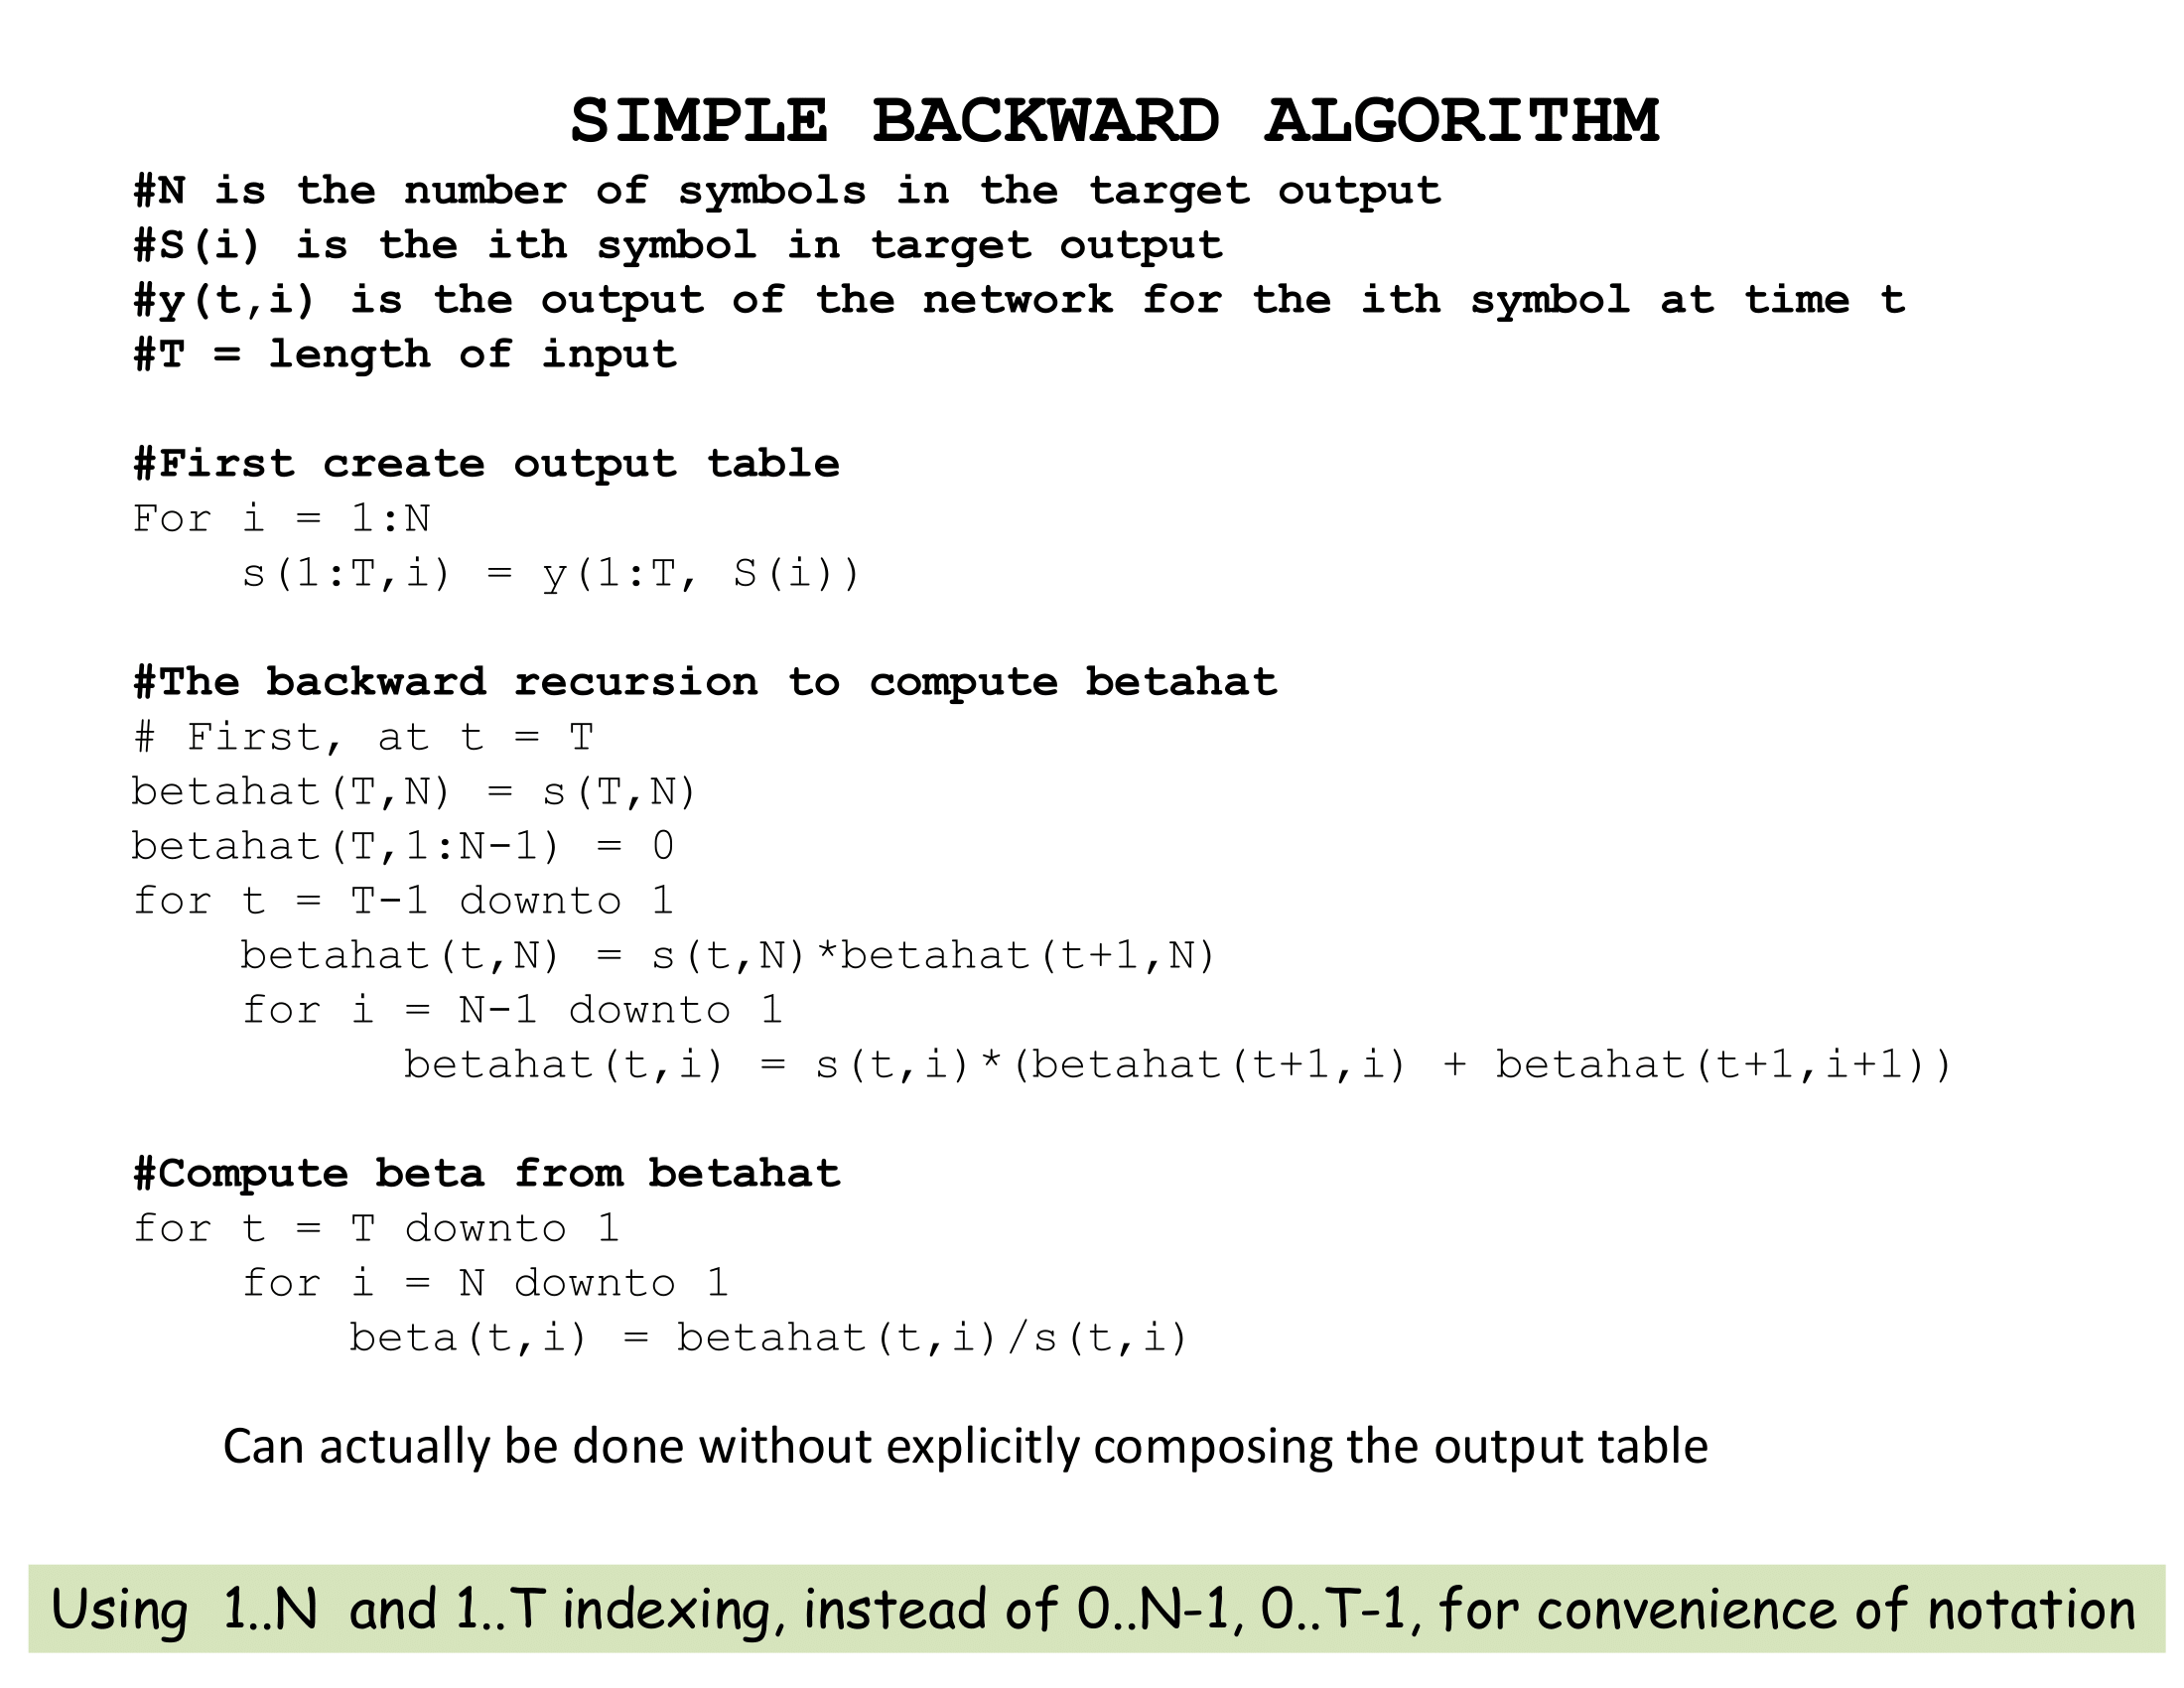 SIMPLE BACKWARD ALGORITHM
#N is the number of symbols in the target output
#S(i) is the ith symbol in target output
#y(t,i) is the output of the network for the ith symbol at time t
#T = length of input
#First create output table
For i = 1:N
    s(1:T,i) = y(1:T, S(i))
#The backward recursion to compute betahat
# First, at t = T
betahat(T,N) = s(T,N)
betahat(T,1:N-1) = 0
for t = T-1 downto 1
    betahat(t,N) = s(t,N)*betahat(t+1,N)
    for i = N-1 downto 1
          betahat(t,i) = s(t,i)*(betahat(t+1,i) + betahat(t+1,i+1))
#Compute beta from betahat
for t = T downto 1
    for i = N downto 1
        beta(t,i) = betahat(t,i)/s(t,i)
Can actually be done without explicitly composing the output table
Using 1..N and 1..T indexing, instead of 0..N-1, 0..T-1, for convenience of notation